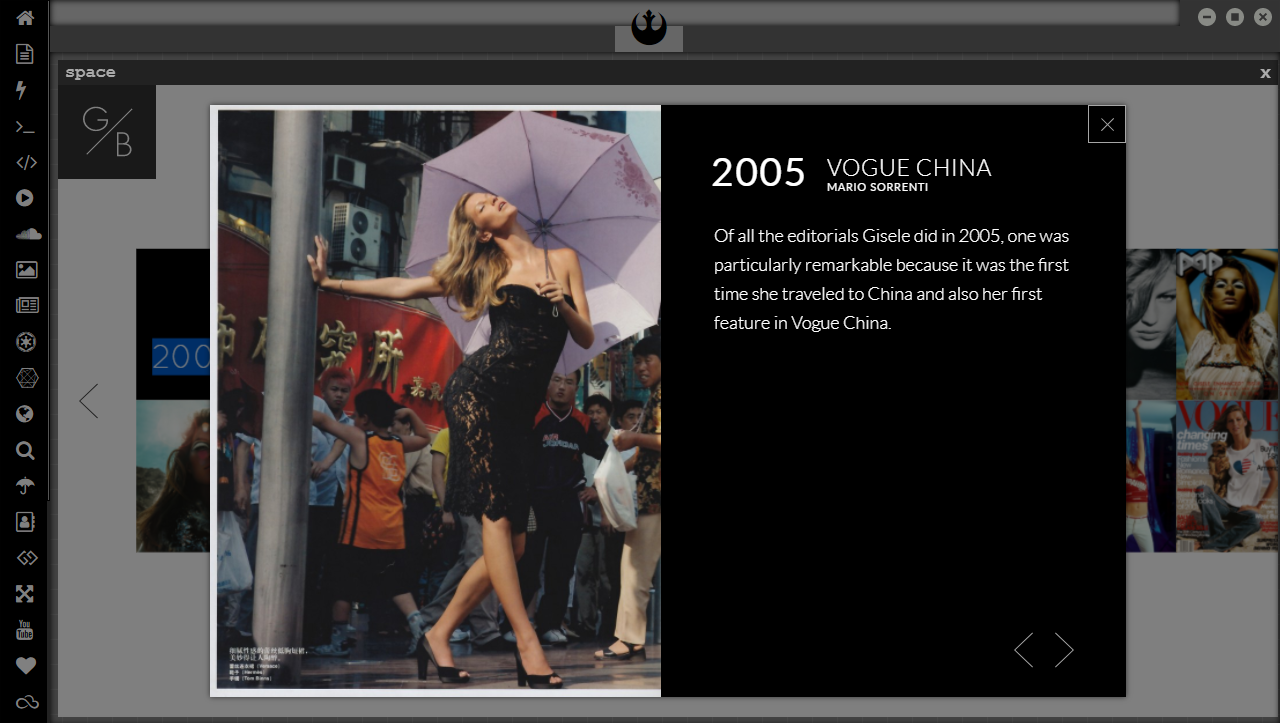 space
x
G
B
200
2005
VOGUE CHINA
MARIO SORRENTI
Of all the editorials Gisele did in 2005, one was
particularly remarkable because it was the first
time she traveled to China and also her first
feature in Vogue China.
POP
VOGUE
changing
times
空所
You
Tube